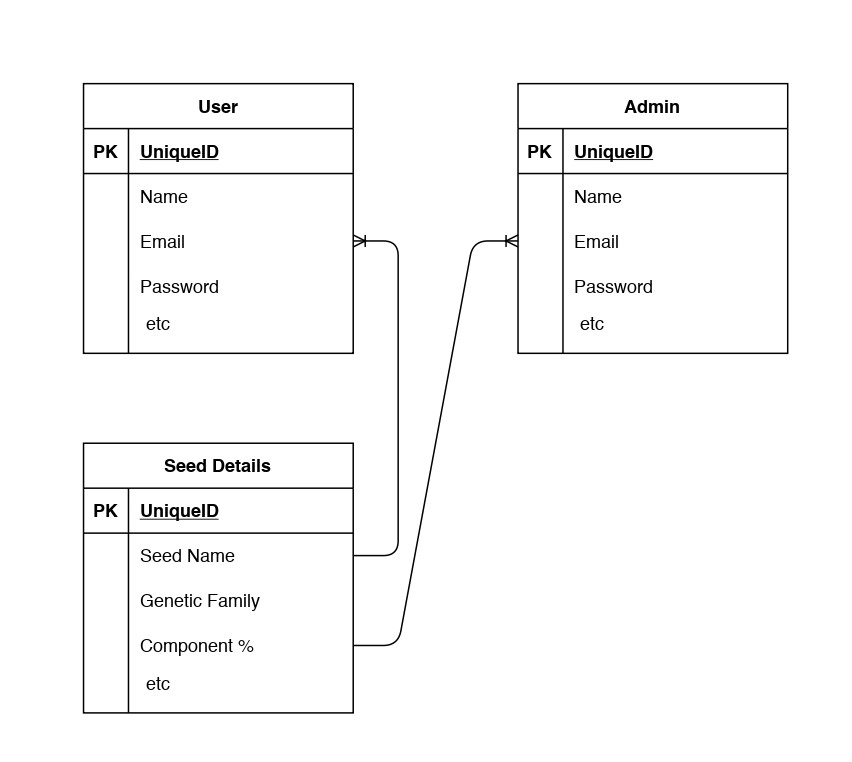 User
PK UniqueID
Name
Email
Password
etc
Admin
PK UniqueID
Name
Email
Password
etc
Seed Details
PK UniqueID
Seed Name
Genetic Family
Component %
etc